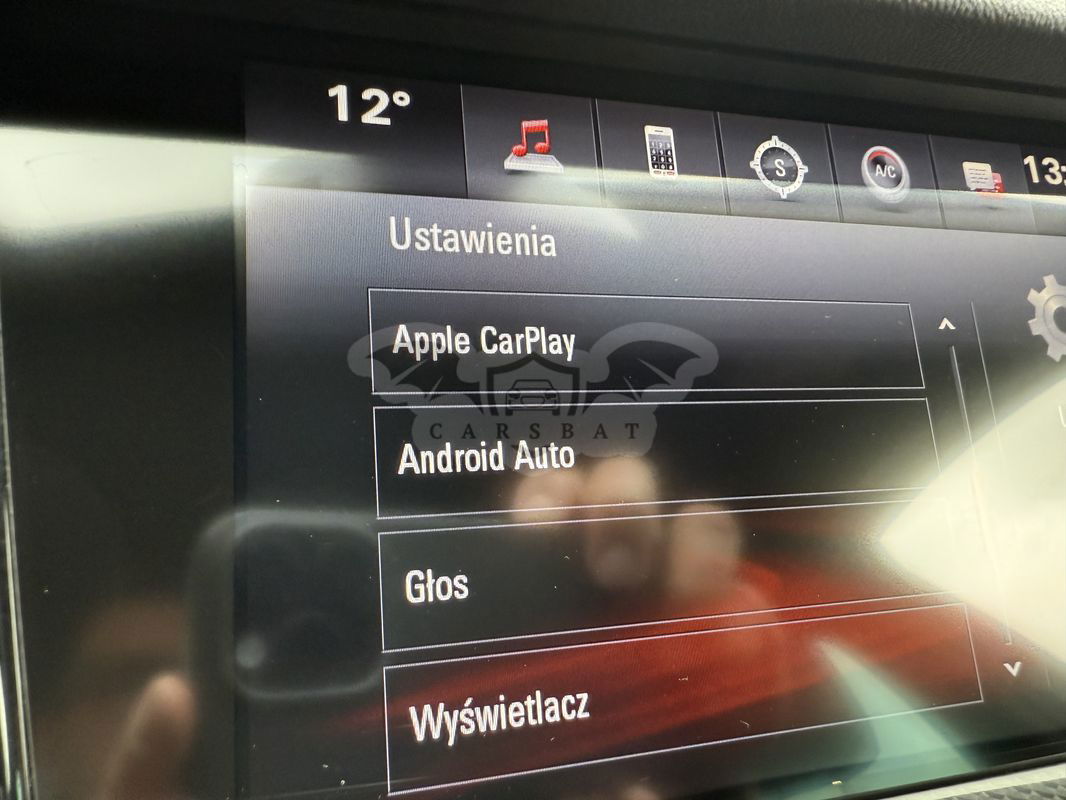 12°
S
A/C
13:
Ustawienia
Apple CarPlay
CARSBAT
Android Auto
Głos
Wyświetlacz